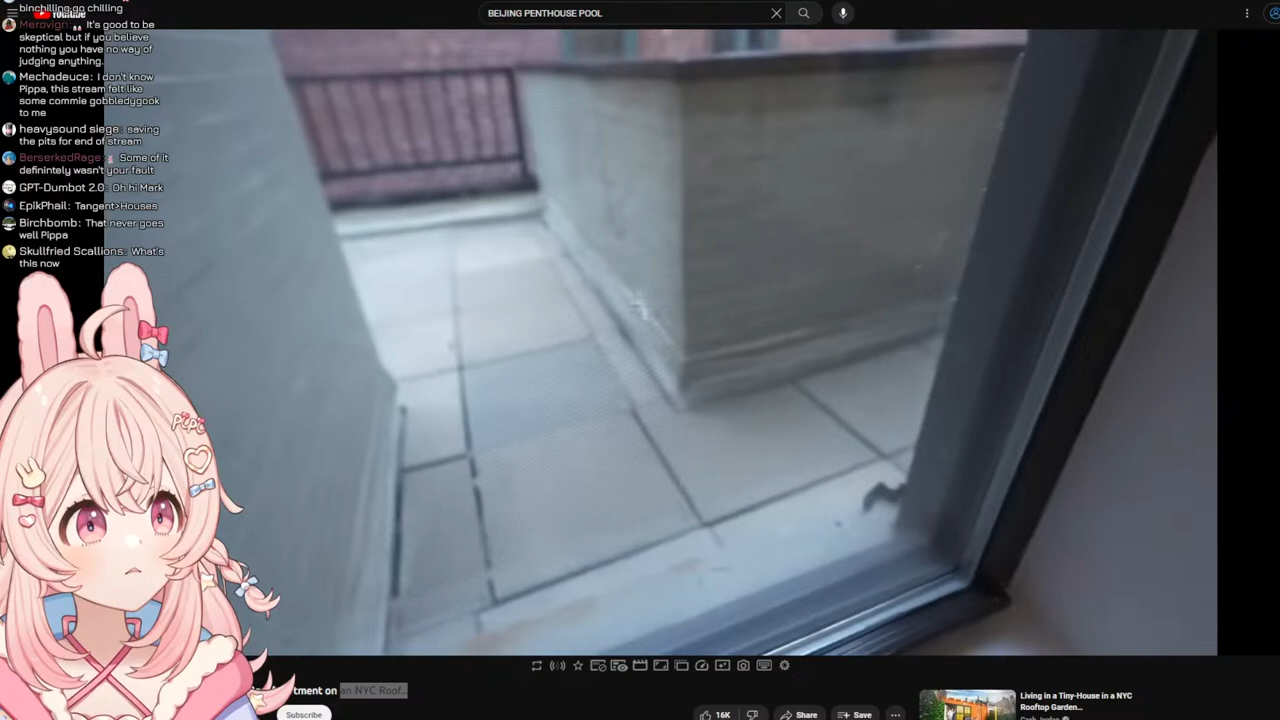 binchilling go chilling
YouTube
BEIJING PENTHOUSE POOL
Merovign: It's good to be
skeptical but if you believe
nothing you have no way of
judging anything.
Mechadeuce: I don't know
Pippa, this stream felt like
some commie gobbledygook
to me
heavysound siege: saving
the pits for end of stream
BerserkedRage: Some of it
definintely wasn't your fault
GPT-Dumbot 2.0: Oh hi Mark
EpikPhail: Tangent>Houses
Birchbomb: That never goes
well Pippa
Skullfried Scallions: What's
this now
Pipi
tment on an NYC Roof...
Subscribe
16K
Share
Save
Living in a Tiny-House in a NYC
Rooftop Garden...